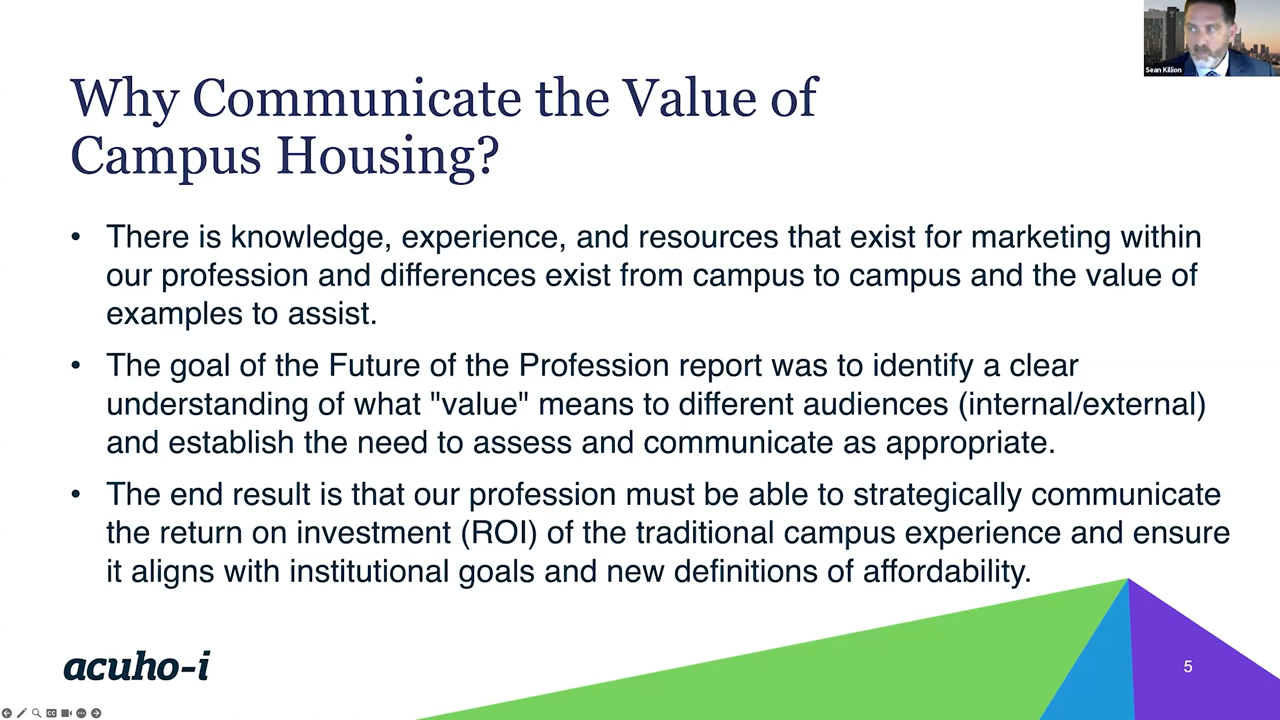 Sean Killion
Why Communicate the Value of
Campus Housing?
• There is knowledge, experience, and resources that exist for marketing within
our profession and differences exist from campus to campus and the value of
examples to assist.
• The goal of the Future of the Profession report was to identify a clear
understanding of what "value" means to different audiences (internal/external)
and establish the need to assess and communicate as appropriate.
• The end result is that our profession must be able to strategically communicate
the return on investment (ROI) of the traditional campus experience and ensure
it aligns with institutional goals and new definitions of affordability.
acuho-i
5